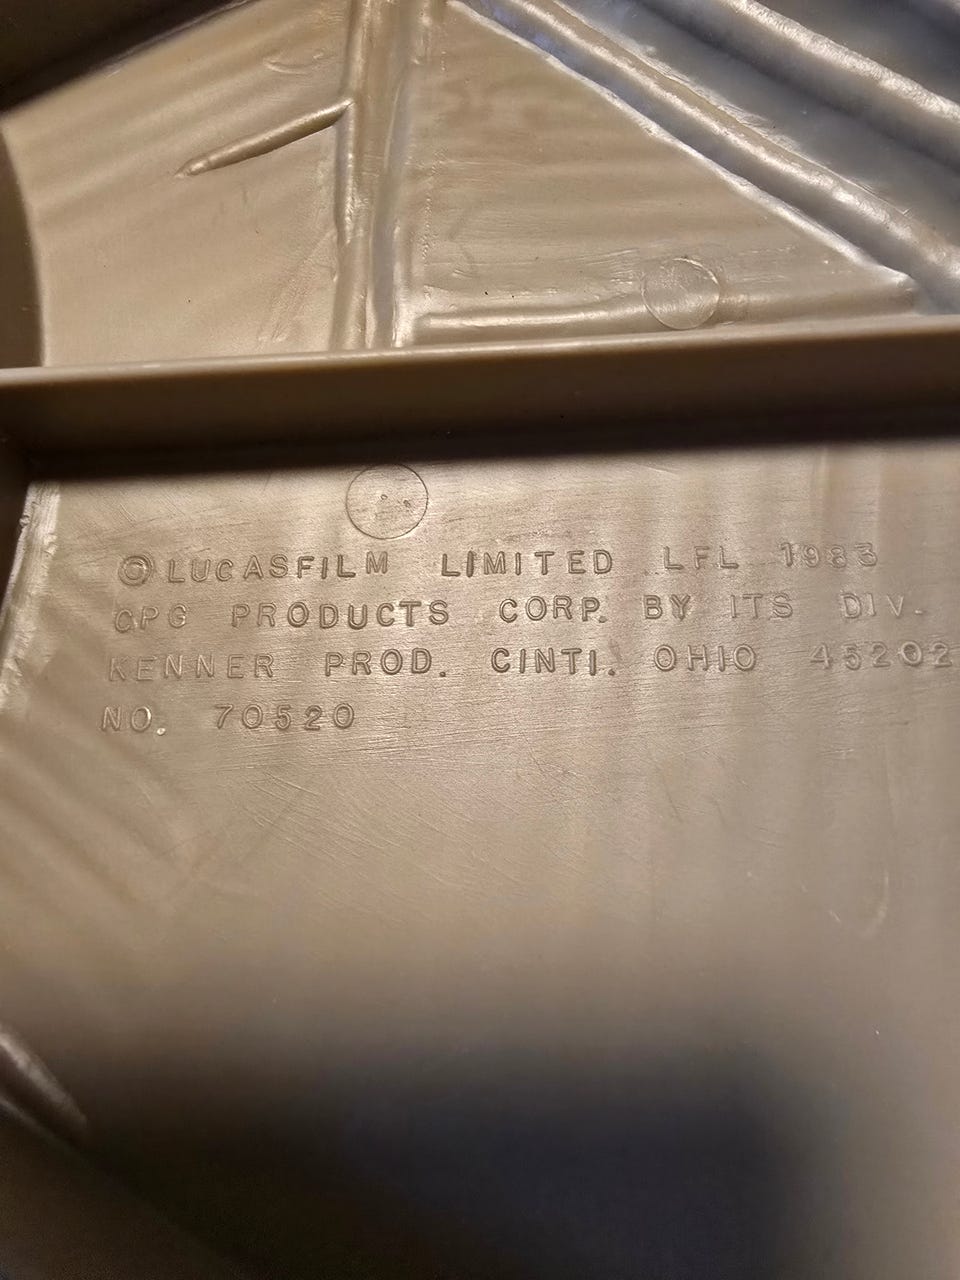 ©LUCASFILM LIMITED LFL 1983
CPG PRODUCTS CORP. BY ITS DIV.
KENNER PROD. CINTI. OHIO 45202
NO. 70520